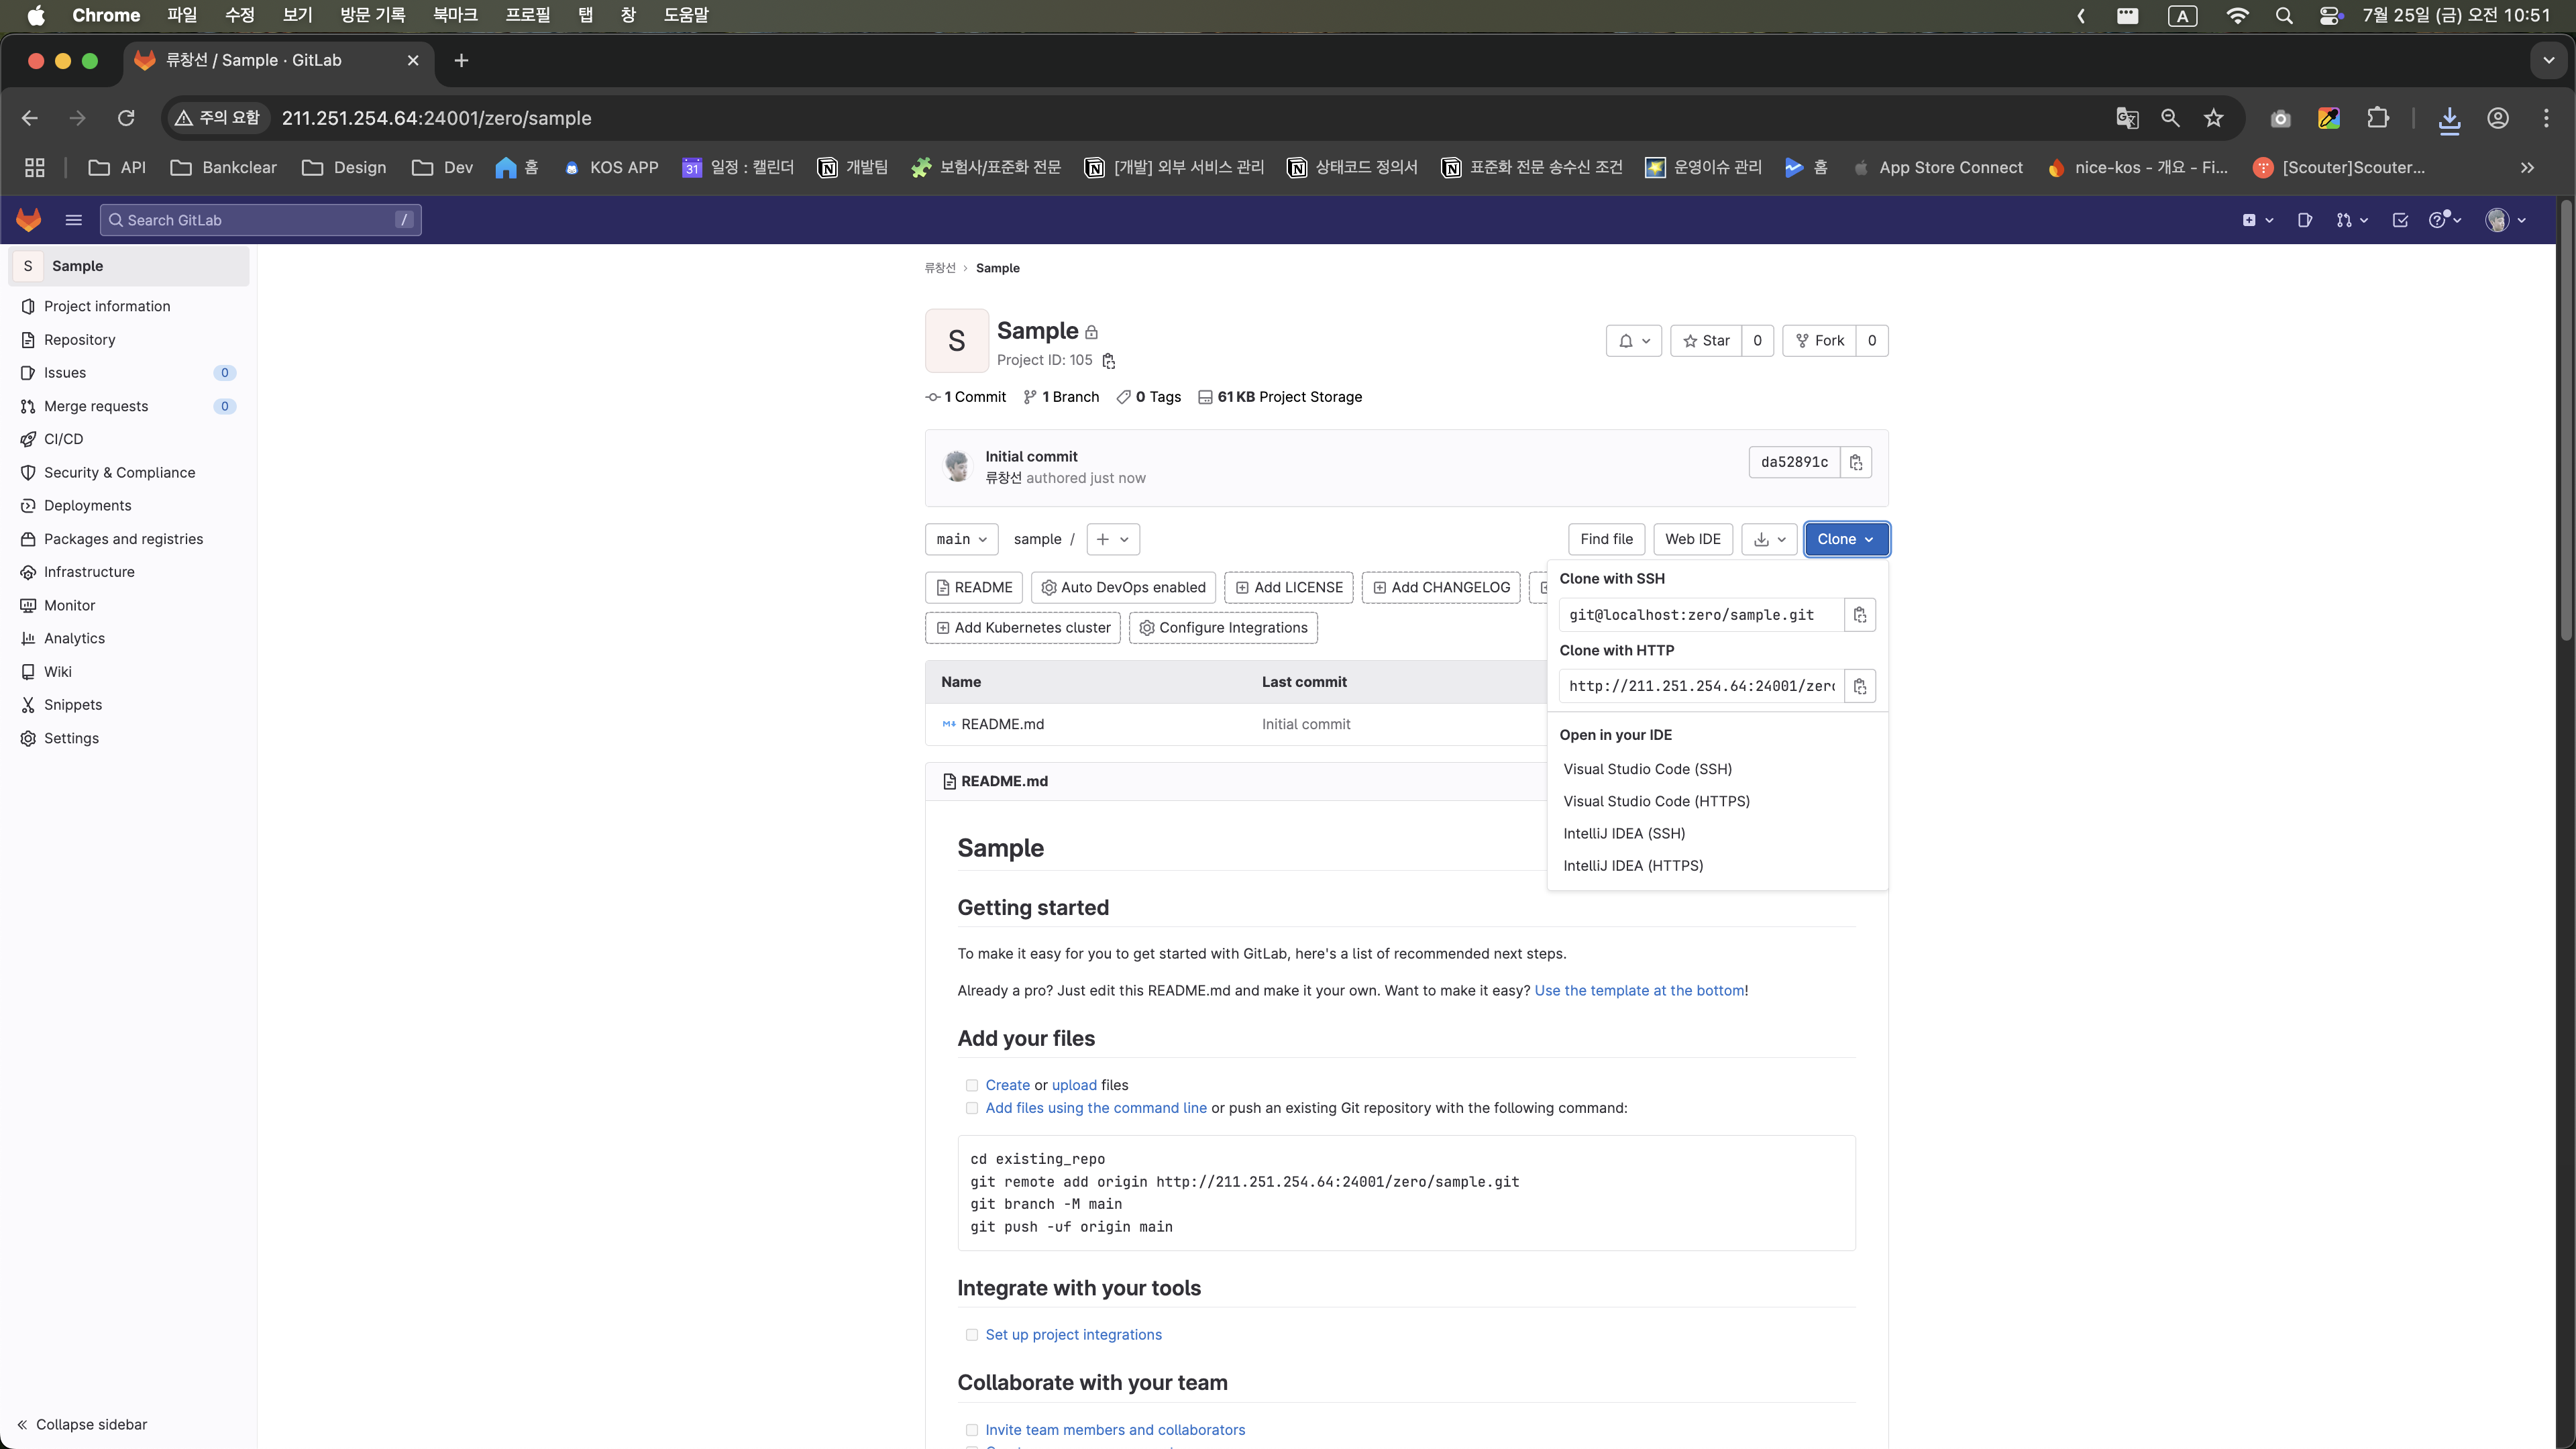 Chrome 파일 수정 보기 방문 기록 북마크 프로필 탭 창 도움말 A 7월 25일 (금) 오전 10:51
류창선 / Sample · GitLab
주의 요함 211.251.254.64:24001/zero/sample
API Bankclear Design Dev 홈 KOS APP 31 일정 : 캘린더 개발팀 보험사/표준화 전문 [개발] 외부 서비스 관리 상태코드 정의서 표준화 전문 송수신 조건 운영이슈 관리 홈 App Store Connect nice-kos - 개요 - Fi... [Scouter]Scouter...
Search GitLab /
S Sample
Project information
Repository
Issues 0
Merge requests 0
CI/CD
Security & Compliance
Deployments
Packages and registries
Infrastructure
Monitor
Analytics
Wiki
Snippets
Settings
Collapse sidebar
류창선 › Sample
S
Sample
Project ID: 105
Star 0 Fork 0
1 Commit 1 Branch 0 Tags 61 KB Project Storage
Initial commit
류창선 authored just now
da52891c
main sample / +
Find file Web IDE Clone
README Auto DevOps enabled Add LICENSE Add CHANGELOG
Add Kubernetes cluster Configure Integrations
Clone with SSH
git@localhost:zero/sample.git
Clone with HTTP
http://211.251.254.64:24001/zero
Open in your IDE
Visual Studio Code (SSH)
Visual Studio Code (HTTPS)
IntelliJ IDEA (SSH)
IntelliJ IDEA (HTTPS)
Name Last commit
README.md Initial commit
README.md
Sample
Getting started
To make it easy for you to get started with GitLab, here's a list of recommended next steps.
Already a pro? Just edit this README.md and make it your own. Want to make it easy? Use the template at the bottom!
Add your files
Create or upload files
Add files using the command line or push an existing Git repository with the following command:
cd existing_repo
git remote add origin http://211.251.254.64:24001/zero/sample.git
git branch -M main
git push -uf origin main
Integrate with your tools
Set up project integrations
Collaborate with your team
Invite team members and collaborators